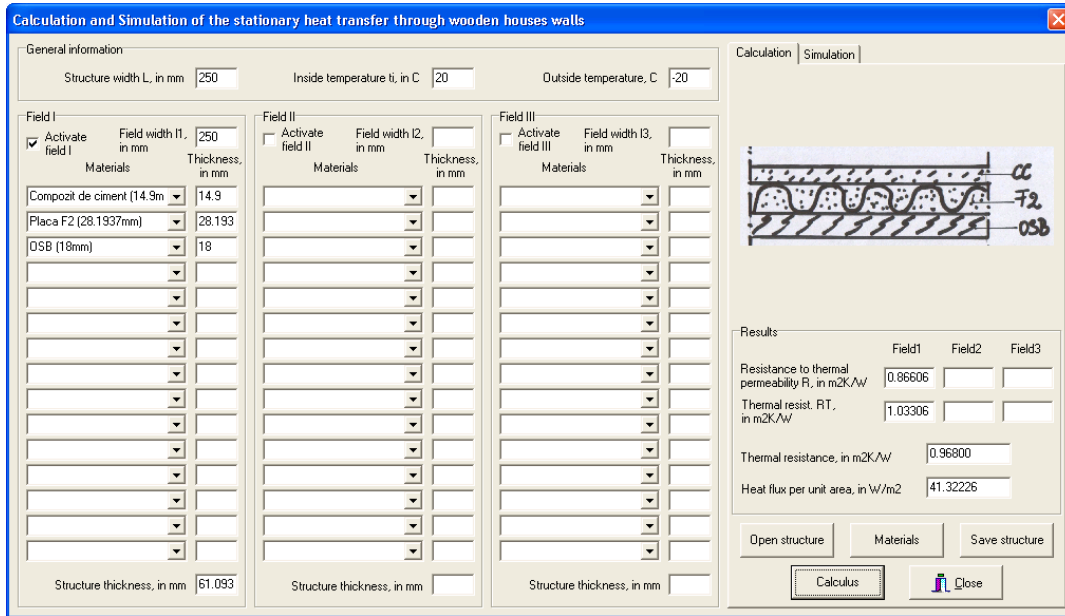 Calculation and Simulation of the stationary heat transfer through wooden houses walls
General information
Structure width L, in mm 250 Inside temperature ti, in C 20 Outside temperature, C -20
Field I
Activate field I
Field width l1, in mm 250
Materials Thickness, in mm
Compozit de ciment (14.9m 14.9
Placa F2 (28.1937mm) 28.193
OSB (18mm) 18
Structure thickness, in mm 61.093
Field II
Activate field II
Field width l2, in mm
Materials Thickness, in mm
Structure thickness, in mm
Field III
Activate field III
Field width l3, in mm
Materials Thickness, in mm
Structure thickness, in mm
Calculation Simulation
CC
F2
OSB
Results
Field1 Field2 Field3
Resistance to thermal
permeability R, in m2K/W 0.86606
Thermal resist. RT,
in m2K/W 1.03306
Thermal resistance, in m2K/W 0.96800
Heat flux per unit area, in W/m2 41.32226
Open structure Materials Save structure
Calculus Close